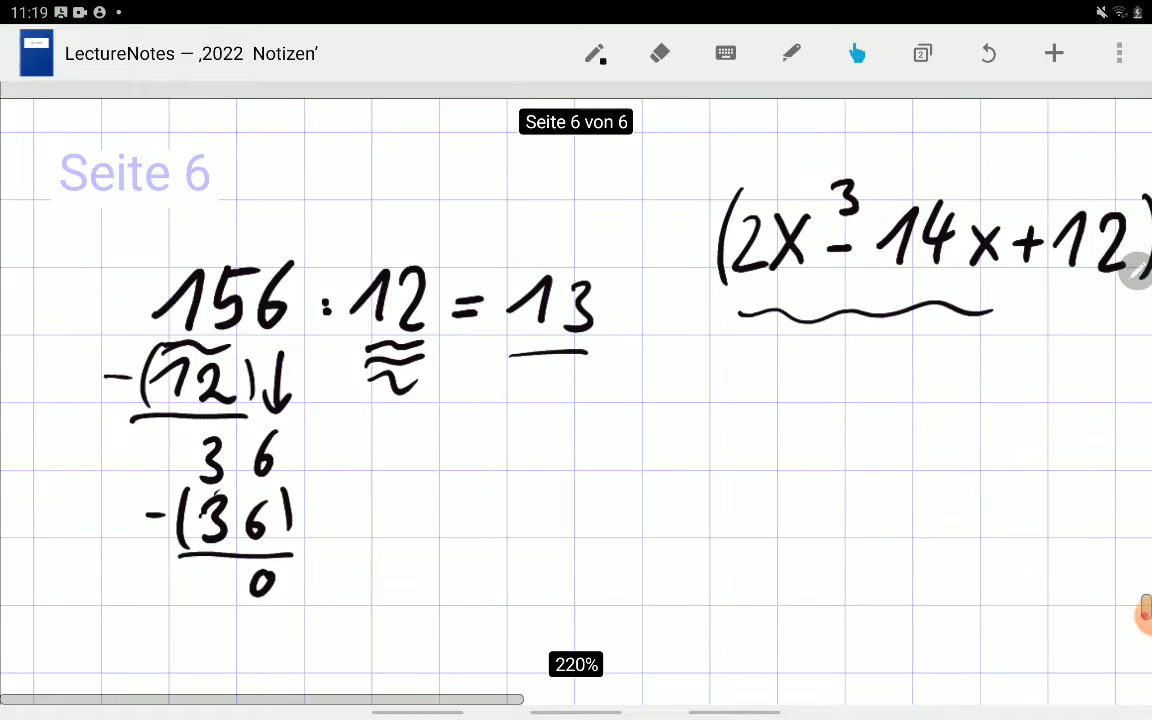 11:19
LectureNotes — ‚2022 Notizen’
2
Seite 6 von 6
Seite 6
(2x³ - 14x + 12)
156 : 12 = 13
-(12)↓
36
-(36)
0
220%